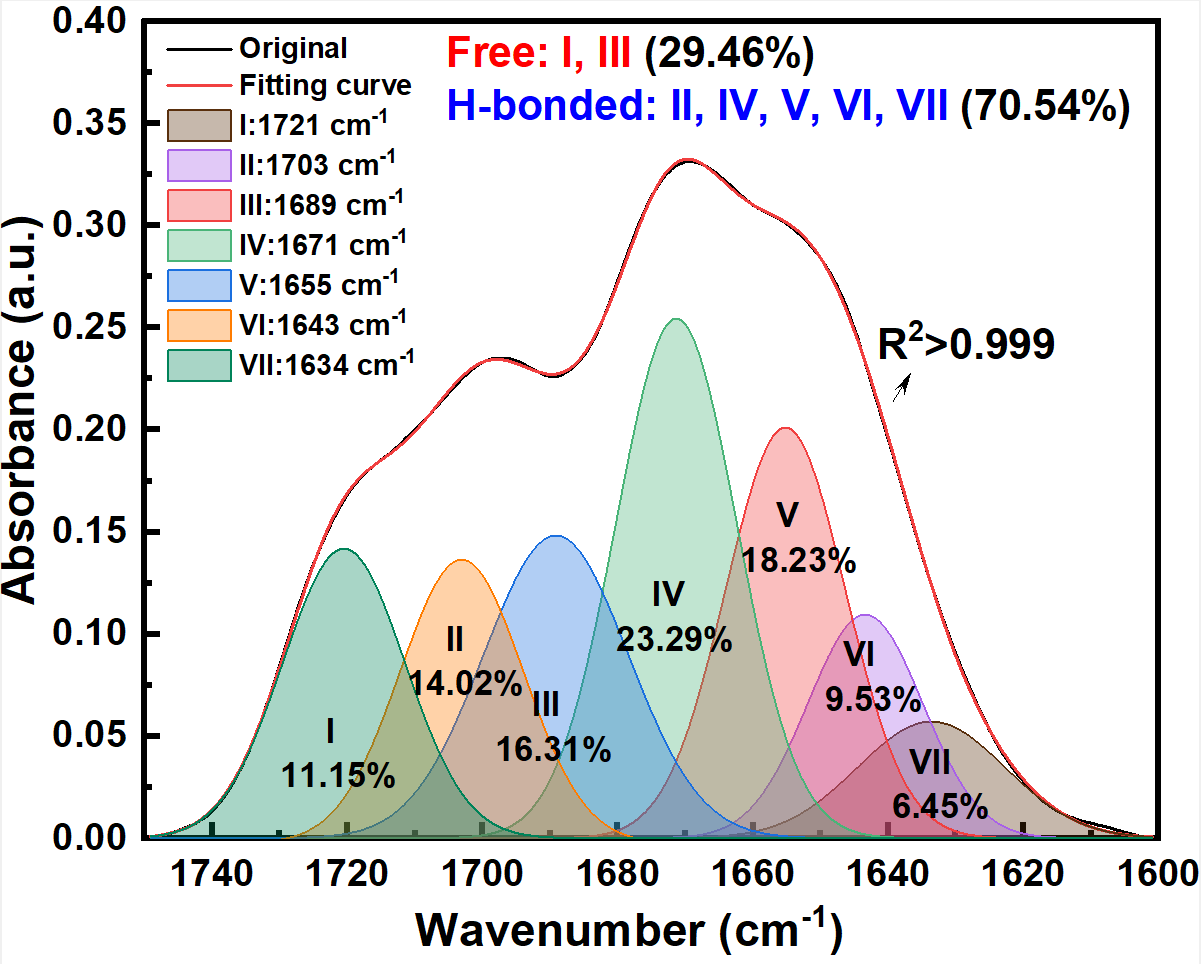 0.40
0.35
0.30
0.25
0.20
0.15
0.10
0.05
0.00
Absorbance (a.u.)
Original
Fitting curve
I:1721 cm⁻¹
II:1703 cm⁻¹
III:1689 cm⁻¹
IV:1671 cm⁻¹
V:1655 cm⁻¹
VI:1643 cm⁻¹
VII:1634 cm⁻¹
Free: I, III (29.46%)
H-bonded: II, IV, V, VI, VII (70.54%)
R²>0.999
I
11.15%
II
14.02%
III
16.31%
IV
23.29%
V
18.23%
VI
9.53%
VII
6.45%
1740 1720 1700 1680 1660 1640 1620 1600
Wavenumber (cm⁻¹)